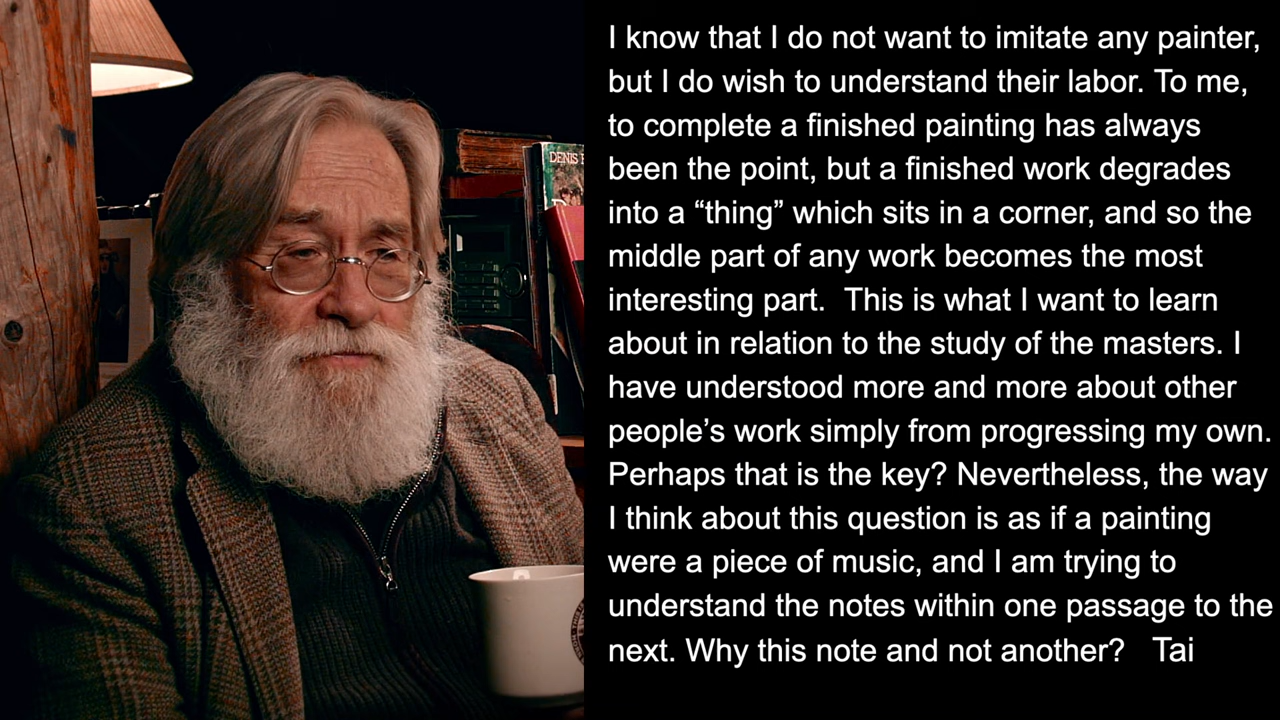 I know that I do not want to imitate any painter,
but I do wish to understand their labor. To me,
to complete a finished painting has always
been the point, but a finished work degrades
into a “thing” which sits in a corner, and so the
middle part of any work becomes the most
interesting part.  This is what I want to learn
about in relation to the study of the masters. I
have understood more and more about other
people’s work simply from progressing my own.
Perhaps that is the key? Nevertheless, the way
I think about this question is as if a painting
were a piece of music, and I am trying to
understand the notes within one passage to the
next. Why this note and not another?   Tai
DENIS